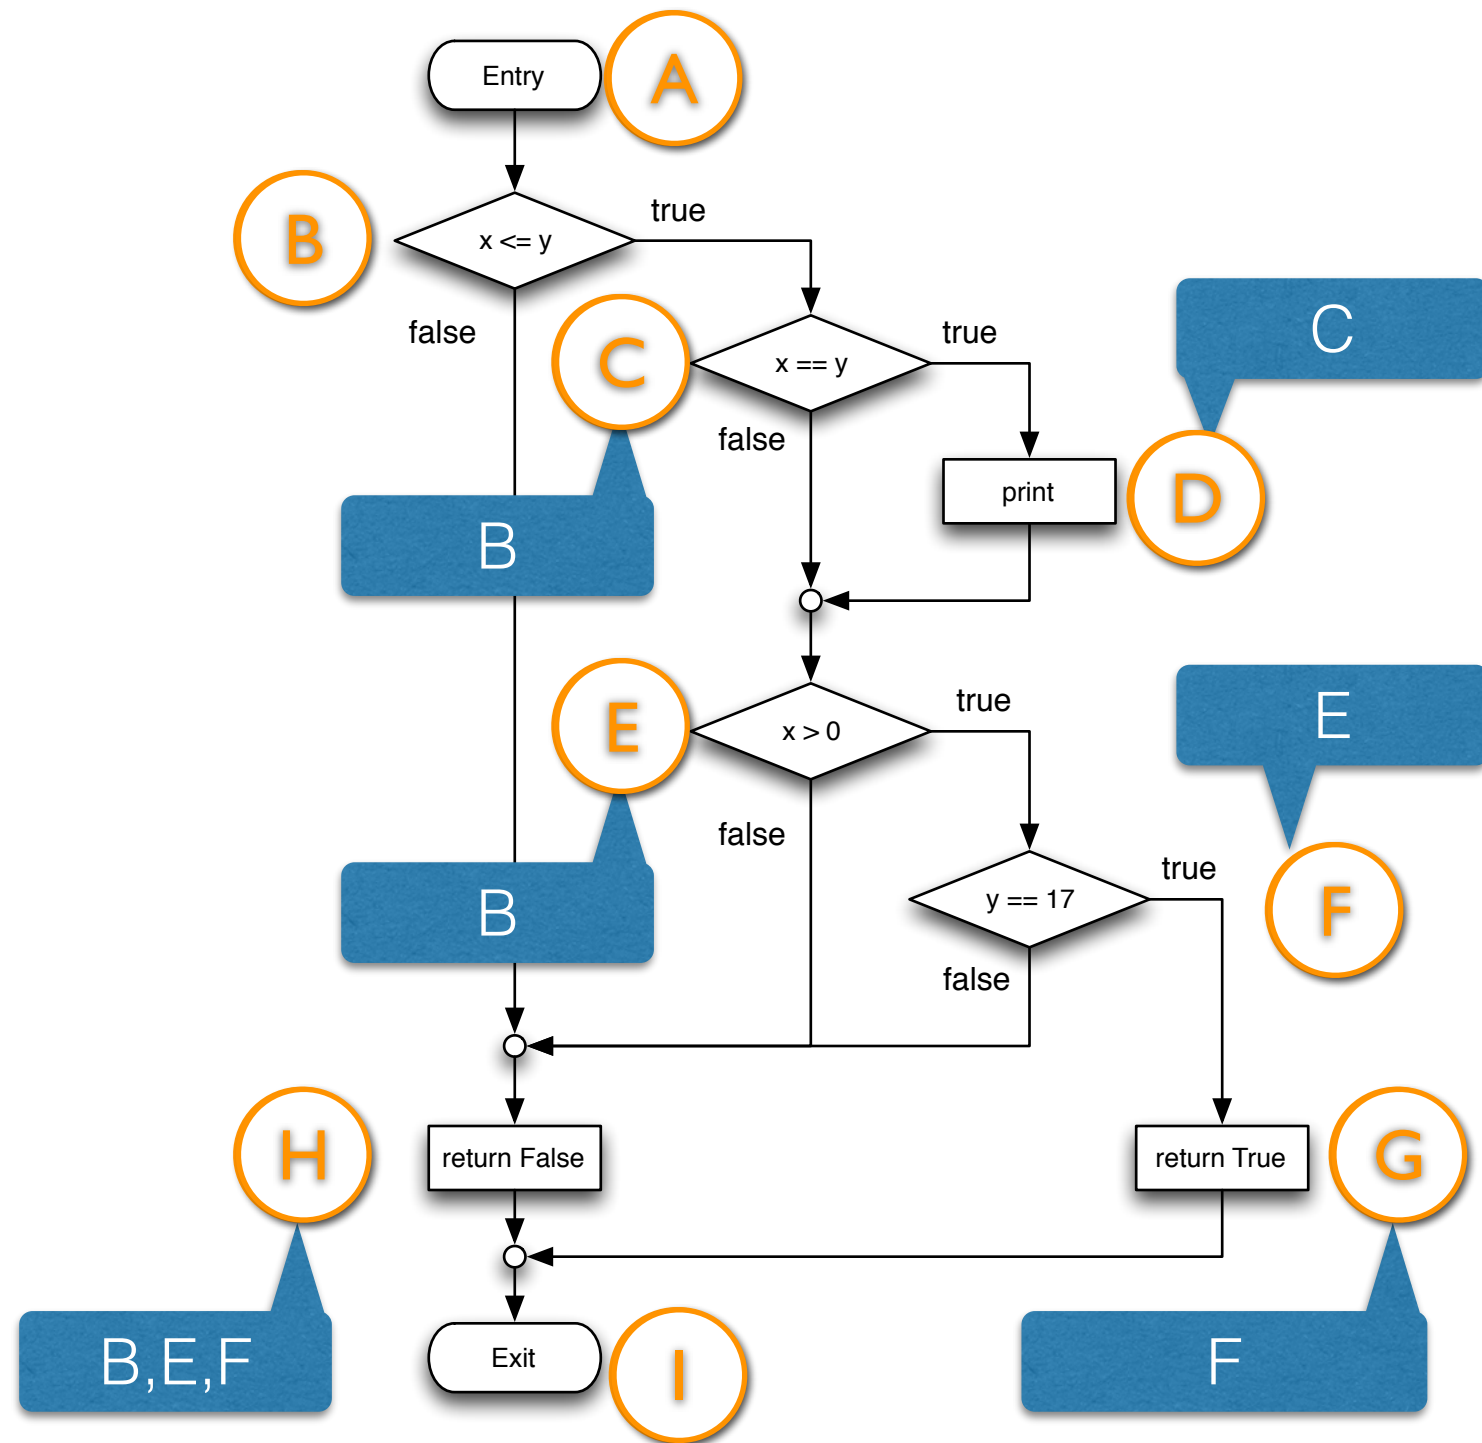 Entry
A
B
x <= y
true
false
C
x == y
true
C
false
B
print
D
E
x > 0
true
E
false
B
y == 17
true
F
false
H
return False
return True
G
B,E,F
Exit
I
F